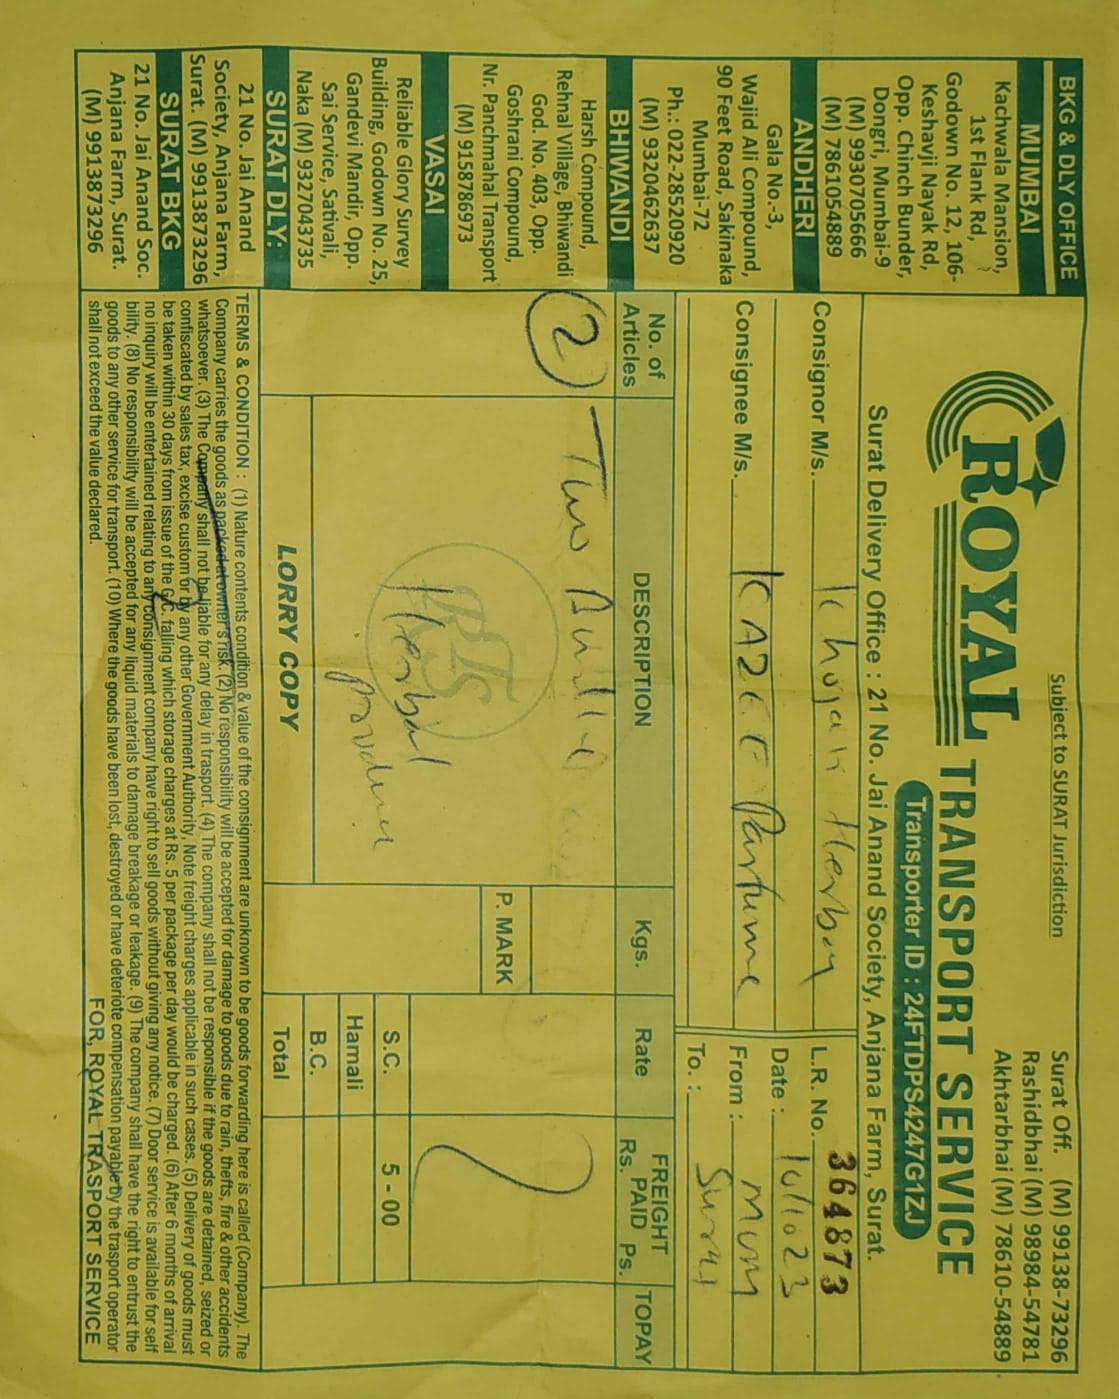 Subject to SURAT Jurisdiction
Surat Off. (M) 99138-73296
Rashidbhai (M) 98984-54781
Akhtarbhai (M) 78610-54889
ROYAL TRANSPORT SERVICE
Transporter ID : 24FTDPS4247G1ZJ
Surat Delivery Office : 21 No. Jai Anand Society, Anjana Farm, Surat.
BKG & DLY OFFICE
MUMBAI
Kachwala Mansion,
1st Flank Rd,
Godown No. 12, 106-
Keshavji Nayak Rd,
Opp. Chinch Bunder,
Dongri, Mumbai-9
(M) 9930705666
(M) 7861054889
ANDHERI
Gala No.-3,
Wajid Ali Compound,
90 Feet Road, Sakinaka
Mumbai-72
Ph.: 022-28520920
(M) 9320462637
BHIWANDI
Harsh Compound,
Rehnal Village, Bhiwandi
God. No. 403, Opp.
Goshrani Compound,
Nr. Panchmahal Transport
(M) 9158786973
VASAI
Reliable Glory Survey
Building, Godown No. 25,
Gandevi Mandir, Opp.
Sai Service, Sativali,
Naka (M) 9327043735
SURAT DLY:
21 No. Jai Anand
Society, Anjana Farm,
Surat. (M) 9913873296
SURAT BKG
21 No. Jai Anand Soc.
Anjana Farm, Surat.
(M) 9913873296
Consignor M/s.
L.R. No. 364873
Date :
Consignee M/s.
From : Mum
To. : Surat
No. of Articles
DESCRIPTION
Kgs.
Rate
FREIGHT
Rs. PAID Ps.
TOPAY
2
Two
Herbal
P. MARK
S.C. 5 - 00
Hamali
B.C.
Total
RTS
LORRY COPY
TERMS & CONDITION : (1) Nature contents condition & value of the consignment are unknown to be goods forwarding here is called (Company). The
Company carries the goods as packed at owner's risk. (2) No responsibility will be accepted for damage to goods due to rain, thefts, fire & other accidents
whatsoever. (3) The Company shall not be liable for any delay in trasport. (4) The company shall not be responsible if the goods are detained, seized or
confiscated by sales tax, excise custom or by any other Government Authority, Note freight charges applicable in such cases. (5) Delivery of goods must
be taken within 30 days from issue of the G/C. falling which storage charges at Rs. 5 per package per day would be charged. (6) After 6 months of arrival
no inquiry will be entertained relating to any consignment company have right to sell goods without giving any notice. (7) Door service is available for self
bility. (8) No responsibility will be accepted for any liquid materials to damage breakage or leakage. (9) The company shall have the right to entrust the
goods to any other service for transport. (10) Where the goods have been lost, destroyed or have deteriote compensation payable by the trasport operator
shall not exceed the value declared.
FOR, ROYAL TRASPORT SERVICE